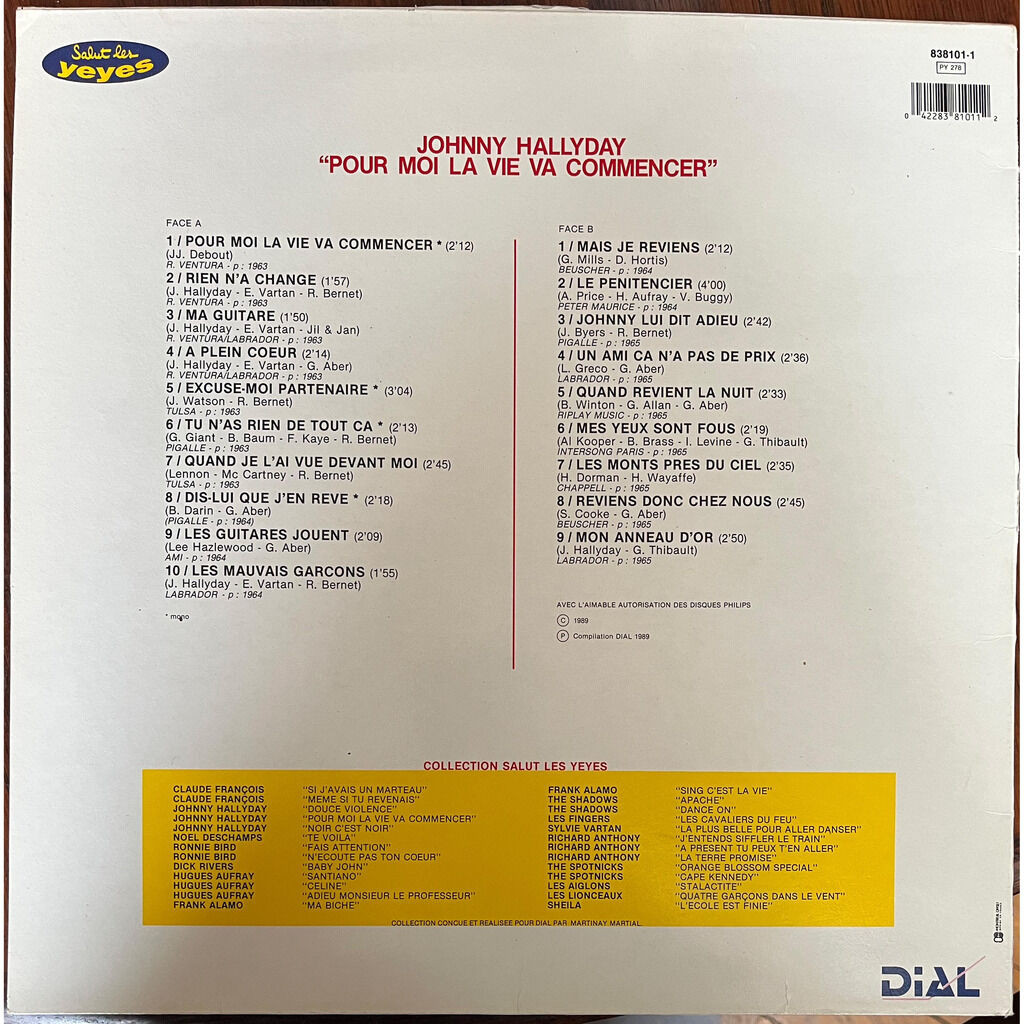 Salut les
yeyes
838101-1
PY 278
0 42283 81011 2
JOHNNY HALLYDAY
“POUR MOI LA VIE VA COMMENCER”
FACE A
1 / POUR MOI LA VIE VA COMMENCER * (2'12)
(JJ. Debout)
R. VENTURA - p : 1963
2 / RIEN N'A CHANGE (1'57)
(J. Hallyday - E. Vartan - R. Bernet)
R. VENTURA - p : 1963
3 / MA GUITARE (1'50)
(J. Hallyday - E. Vartan - Jil & Jan)
R. VENTURA/LABRADOR - p : 1963
4 / A PLEIN COEUR (2'14)
(J. Hallyday - E. Vartan - G. Aber)
R. VENTURA/LABRADOR - p : 1963
5 / EXCUSE-MOI PARTENAIRE * (3'04)
(J. Watson - R. Bernet)
TULSA - p : 1963
6 / TU N'AS RIEN DE TOUT CA * (2'13)
(G. Giant - B. Baum - F. Kaye - R. Bernet)
PIGALLE - p : 1963
7 / QUAND JE L'AI VUE DEVANT MOI (2'45)
(Lennon - Mc Cartney - R. Bernet)
TULSA - p : 1963
8 / DIS-LUI QUE J'EN REVE * (2'18)
(B. Darin - G. Aber)
(PIGALLE - p : 1964)
9 / LES GUITARES JOUENT (2'09)
(Lee Hazlewood - G. Aber)
AMI - p : 1964
10 / LES MAUVAIS GARCONS (1'55)
(J. Hallyday - E. Vartan - R. Bernet)
LABRADOR - p : 1964
* mono
FACE B
1 / MAIS JE REVIENS (2'12)
(G. Mills - D. Hortis)
BEUSCHER - p : 1964
2 / LE PENITENCIER (4'00)
(A. Price - H. Aufray - V. Buggy)
PETER MAURICE - p : 1964
3 / JOHNNY LUI DIT ADIEU (2'42)
(J. Byers - R. Bernet)
PIGALLE - p : 1965
4 / UN AMI CA N'A PAS DE PRIX (2'36)
(L. Greco - G. Aber)
LABRADOR - p : 1965
5 / QUAND REVIENT LA NUIT (2'33)
(B. Winton - G. Allan - G. Aber)
RIPLAY MUSIC - p : 1965
6 / MES YEUX SONT FOUS (2'19)
(Al Kooper - B. Brass - I. Levine - G. Thibault)
INTERSONG PARIS - p : 1965
7 / LES MONTS PRES DU CIEL (2'35)
(H. Dorman - H. Wayaffe)
CHAPPELL - p : 1965
8 / REVIENS DONC CHEZ NOUS (2'45)
(S. Cooke - G. Aber)
BEUSCHER - p : 1965
9 / MON ANNEAU D'OR (2'50)
(J. Hallyday - G. Thibault)
LABRADOR - p : 1965
AVEC L'AIMABLE AUTORISATION DES DISQUES PHILIPS
© 1989
℗ Compilation DIAL 1989
COLLECTION SALUT LES YEYES
CLAUDE FRANÇOIS "SI J'AVAIS UN MARTEAU"
CLAUDE FRANÇOIS "MEME SI TU REVENAIS"
JOHNNY HALLYDAY "DOUCE VIOLENCE"
JOHNNY HALLYDAY "POUR MOI LA VIE VA COMMENCER"
JOHNNY HALLYDAY "NOIR C'EST NOIR"
NOEL DESCHAMPS "TE VOILA"
RONNIE BIRD "FAIS ATTENTION"
RONNIE BIRD "N'ECOUTE PAS TON COEUR"
DICK RIVERS "BABY JOHN"
HUGUES AUFRAY "SANTIANO"
HUGUES AUFRAY "CELINE"
HUGUES AUFRAY "ADIEU MONSIEUR LE PROFESSEUR"
FRANK ALAMO "MA BICHE"
FRANK ALAMO "SING C'EST LA VIE"
THE SHADOWS "APACHE"
THE SHADOWS "DANCE ON"
LES FINGERS "LES CAVALIERS DU FEU"
SYLVIE VARTAN "LA PLUS BELLE POUR ALLER DANSER"
RICHARD ANTHONY "J'ENTENDS SIFFLER LE TRAIN"
RICHARD ANTHONY "A PRESENT TU PEUX T'EN ALLER"
RICHARD ANTHONY "LA TERRE PROMISE"
THE SPOTNICKS "ORANGE BLOSSOM SPECIAL"
THE SPOTNICKS "CAPE KENNEDY"
LES AIGLONS "STALACTITE"
LES LIONCEAUX "QUATRE GARÇONS DANS LE VENT"
SHEILA "L'ECOLE EST FINIE"
COLLECTION CONCUE ET REALISEE POUR DIAL PAR MARTINAY MARTIAL.
DiAL